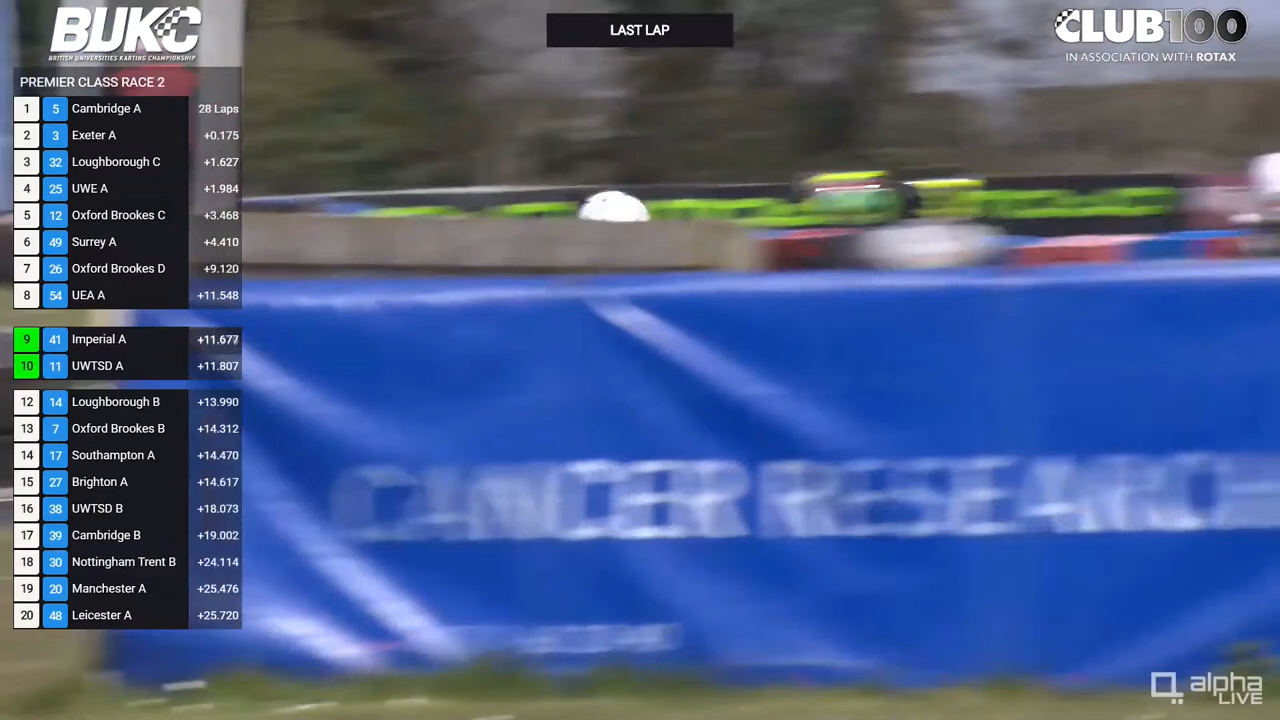 BUKC
BRITISH UNIVERSITIES KARTING CHAMPIONSHIP
LAST LAP
CLUB100
IN ASSOCIATION WITH ROTAX
PREMIER CLASS RACE 2
1 5 Cambridge A 28 Laps
2 3 Exeter A +0.175
3 32 Loughborough C +1.627
4 25 UWE A +1.984
5 12 Oxford Brookes C +3.468
6 49 Surrey A +4.410
7 26 Oxford Brookes D +9.120
8 54 UEA A +11.548
9 41 Imperial A +11.677
10 11 UWTSD A +11.807
12 14 Loughborough B +13.990
13 7 Oxford Brookes B +14.312
14 17 Southampton A +14.470
15 27 Brighton A +14.617
16 38 UWTSD B +18.073
17 39 Cambridge B +19.002
18 30 Nottingham Trent B +24.114
19 20 Manchester A +25.476
20 48 Leicester A +25.720
CANCER RESEARCH
alpha
LIVE